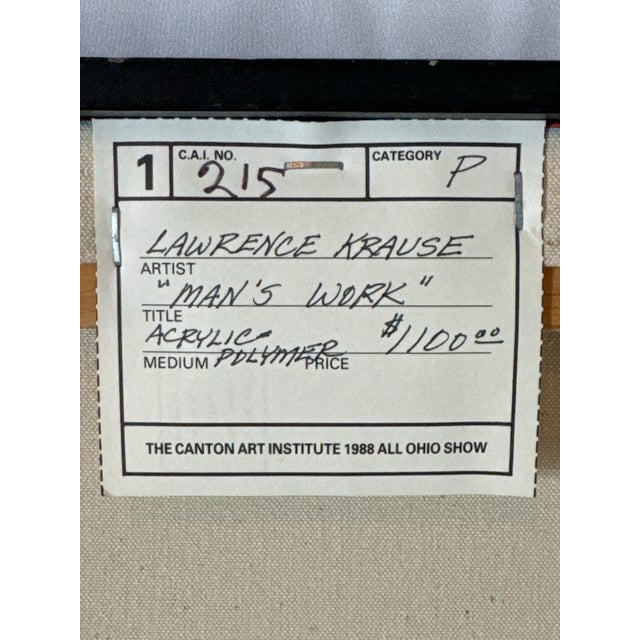 1 C.A.I. NO. 215 CATEGORY P
LAWRENCE KRAUSE
ARTIST
"MAN'S WORK"
TITLE
ACRYLIC $1100.00
MEDIUM POLYMER PRICE
THE CANTON ART INSTITUTE 1988 ALL OHIO SHOW